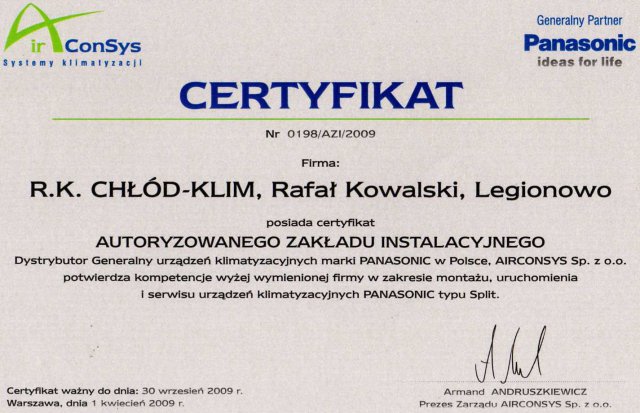 AirConSys
Systemy klimatyzacji
Generalny Partner
Panasonic
ideas for life
CERTYFIKAT
Nr 0198/AZI/2009
Firma:
R.K. CHŁÓD-KLIM, Rafał Kowalski, Legionowo
posiada certyfikat
AUTORYZOWANEGO ZAKŁADU INSTALACYJNEGO
Dystrybutor Generalny urządzeń klimatyzacyjnych marki PANASONIC w Polsce, AIRCONSYS Sp. z o.o.
potwierdza kompetencje wyżej wymienionej firmy w zakresie montażu, uruchomienia
i serwisu urządzeń klimatyzacyjnych PANASONIC typu Split.
Certyfikat ważny do dnia: 30 wrzesień 2009 r.
Warszawa, dnia 1 kwiecień 2009 r.
Armand ANDRUSZKIEWICZ
Prezes Zarządu AIRCONSYS Sp. z o.o.